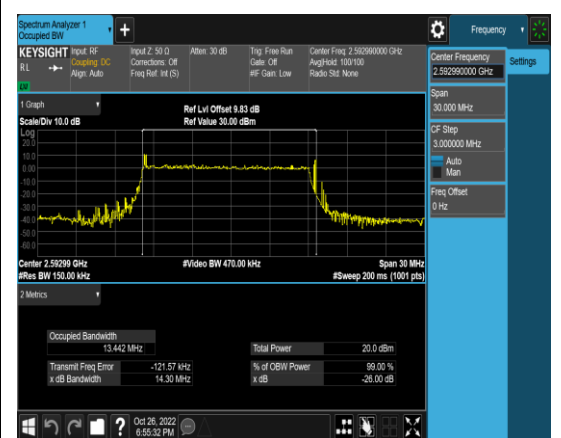 Spectrum Analyzer 1
Occupied BW
+
Frequency
KEYSIGHT Input: RF Input Z: 50 Ω Atten: 30 dB Trig: Free Run Center Freq: 2.592990000 GHz
R L Coupling: DC Corrections: Off Gate: Off Avg|Hold: 100/100
Align: Auto Freq Ref: Int (S) #IF Gain: Low Radio Std: None
Center Frequency
2.592990000 GHz
Settings
Span
30.000 MHz
CF Step
3.000000 MHz
Auto
Man
Freq Offset
0 Hz
1 Graph Ref Lvl Offset 9.83 dB
Scale/Div 10.0 dB Ref Value 30.00 dBm
Log
20.0
10.0
0.00
-10.0
-20.0
-30.0
-40.0
-50.0
-60.0
Center 2.59299 GHz #Video BW 470.00 kHz Span 30 MHz
#Res BW 150.00 kHz #Sweep 200 ms (1001 pts)
2 Metrics
Occupied Bandwidth
13.442 MHz Total Power 20.0 dBm
Transmit Freq Error -121.57 kHz % of OBW Power 99.00 %
x dB Bandwidth 14.30 MHz x dB -26.00 dB
? Oct 26, 2022
6:55:32 PM